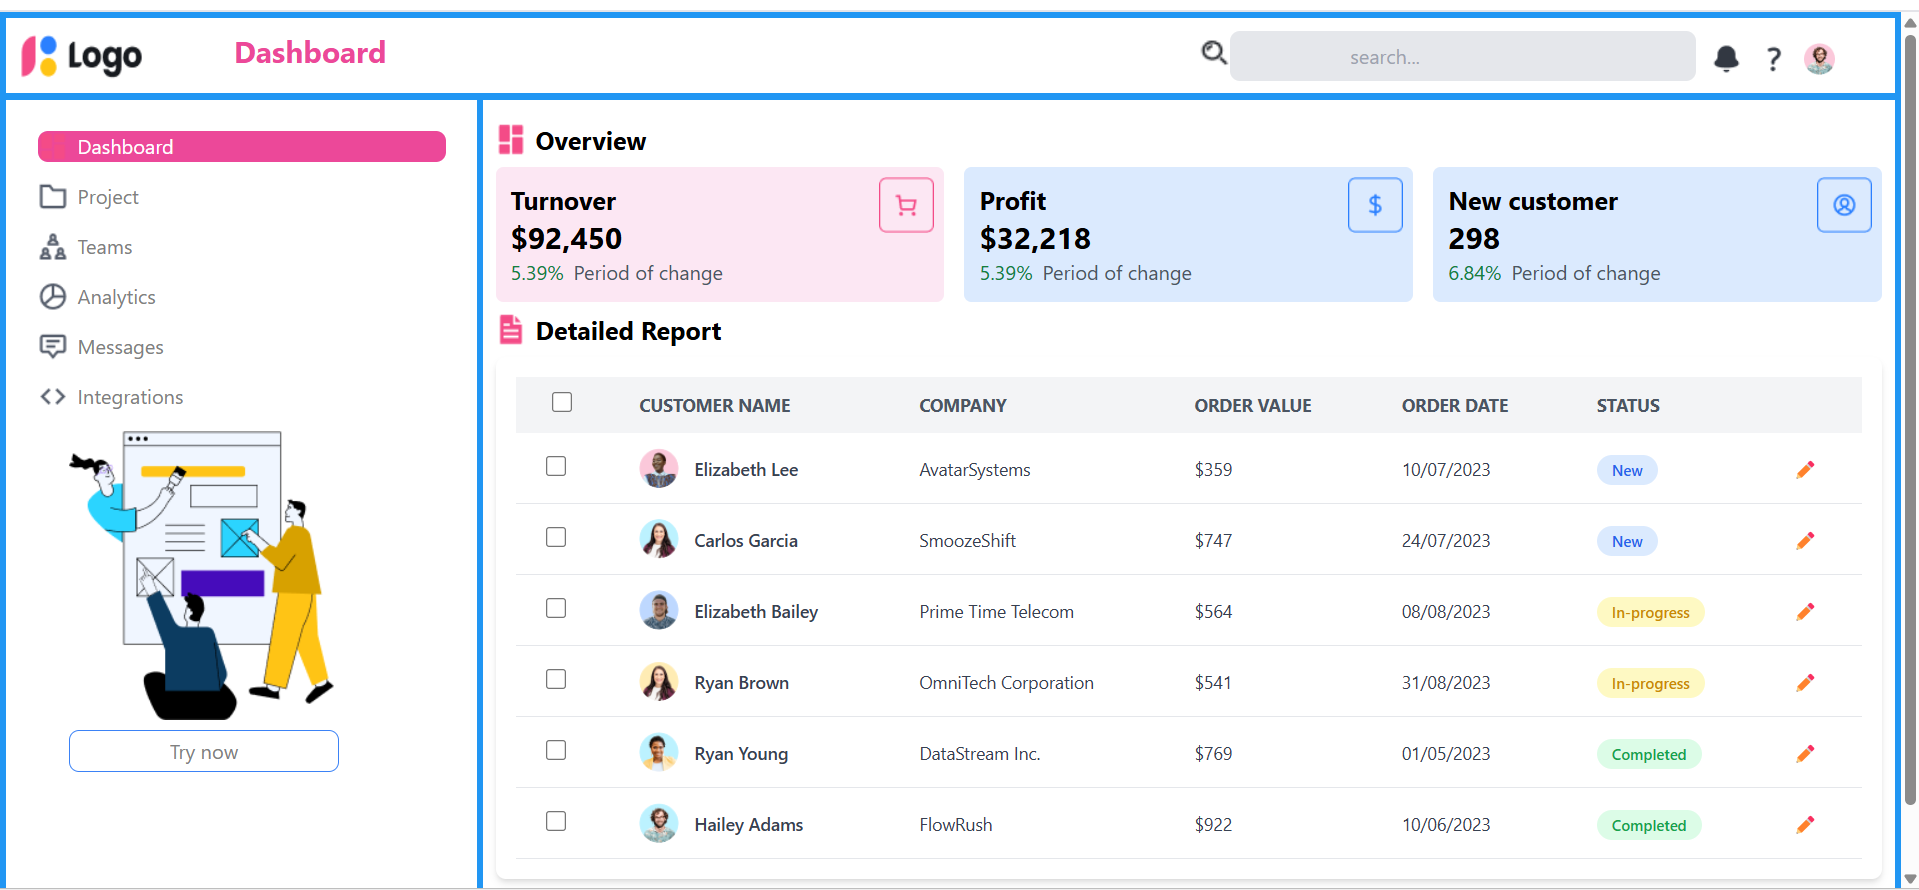 Logo
Dashboard
search...
?
Dashboard
Project
Teams
Analytics
Messages
Integrations
Try now
Overview
Turnover
$92,450
5.39% Period of change
Profit
$32,218
5.39% Period of change
$
New customer
298
6.84% Period of change
Detailed Report
CUSTOMER NAME COMPANY ORDER VALUE ORDER DATE STATUS
Elizabeth Lee AvatarSystems $359 10/07/2023 New
Carlos Garcia SmoozeShift $747 24/07/2023 New
Elizabeth Bailey Prime Time Telecom $564 08/08/2023 In-progress
Ryan Brown OmniTech Corporation $541 31/08/2023 In-progress
Ryan Young DataStream Inc. $769 01/05/2023 Completed
Hailey Adams FlowRush $922 10/06/2023 Completed